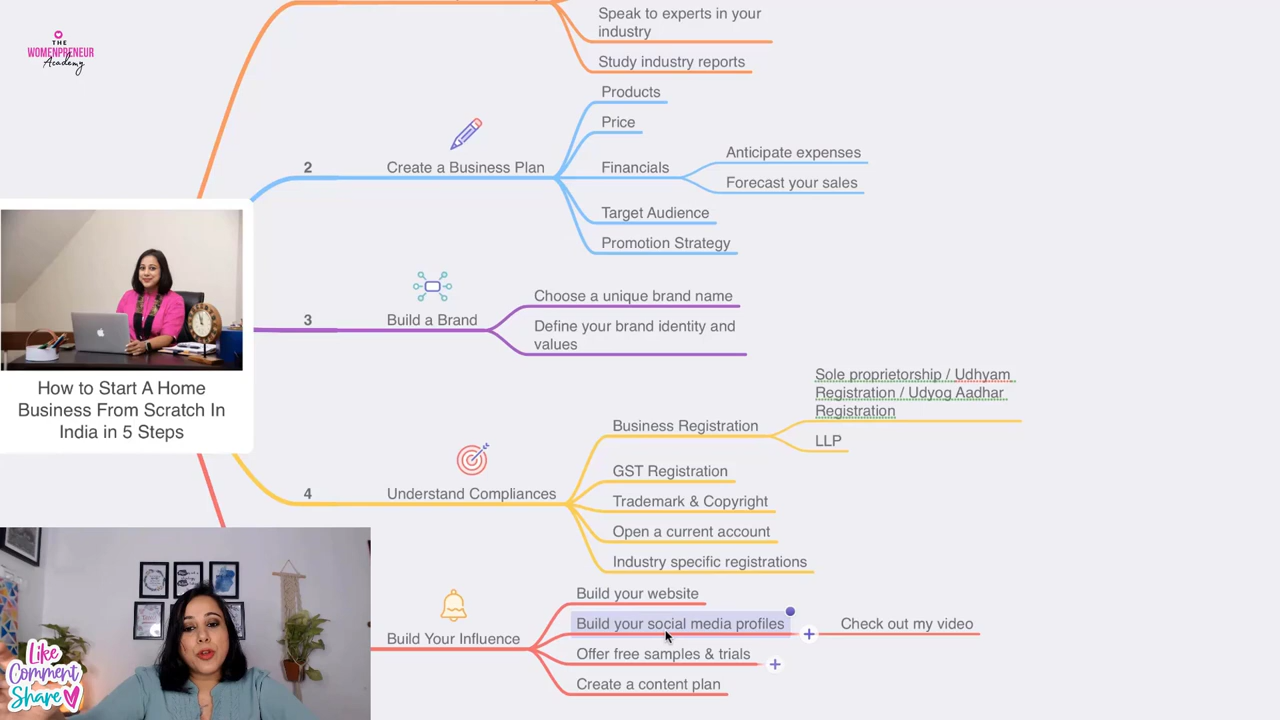 THE
WOMENPRENEUR
Academy
Speak to experts in your
industry
Study industry reports
2
Create a Business Plan
Products
Price
Financials
Anticipate expenses
Forecast your sales
Target Audience
Promotion Strategy
3
Build a Brand
Choose a unique brand name
Define your brand identity and
values
How to Start A Home
Business From Scratch In
India in 5 Steps
4
Understand Compliances
Business Registration
Sole proprietorship / Udhyam
Registration / Udyog Aadhar
Registration
LLP
GST Registration
Trademark & Copyright
Open a current account
Industry specific registrations
Build Your Influence
Build your website
Build your social media profiles
Check out my video
Offer free samples & trials
Create a content plan
Like
Comment
Share